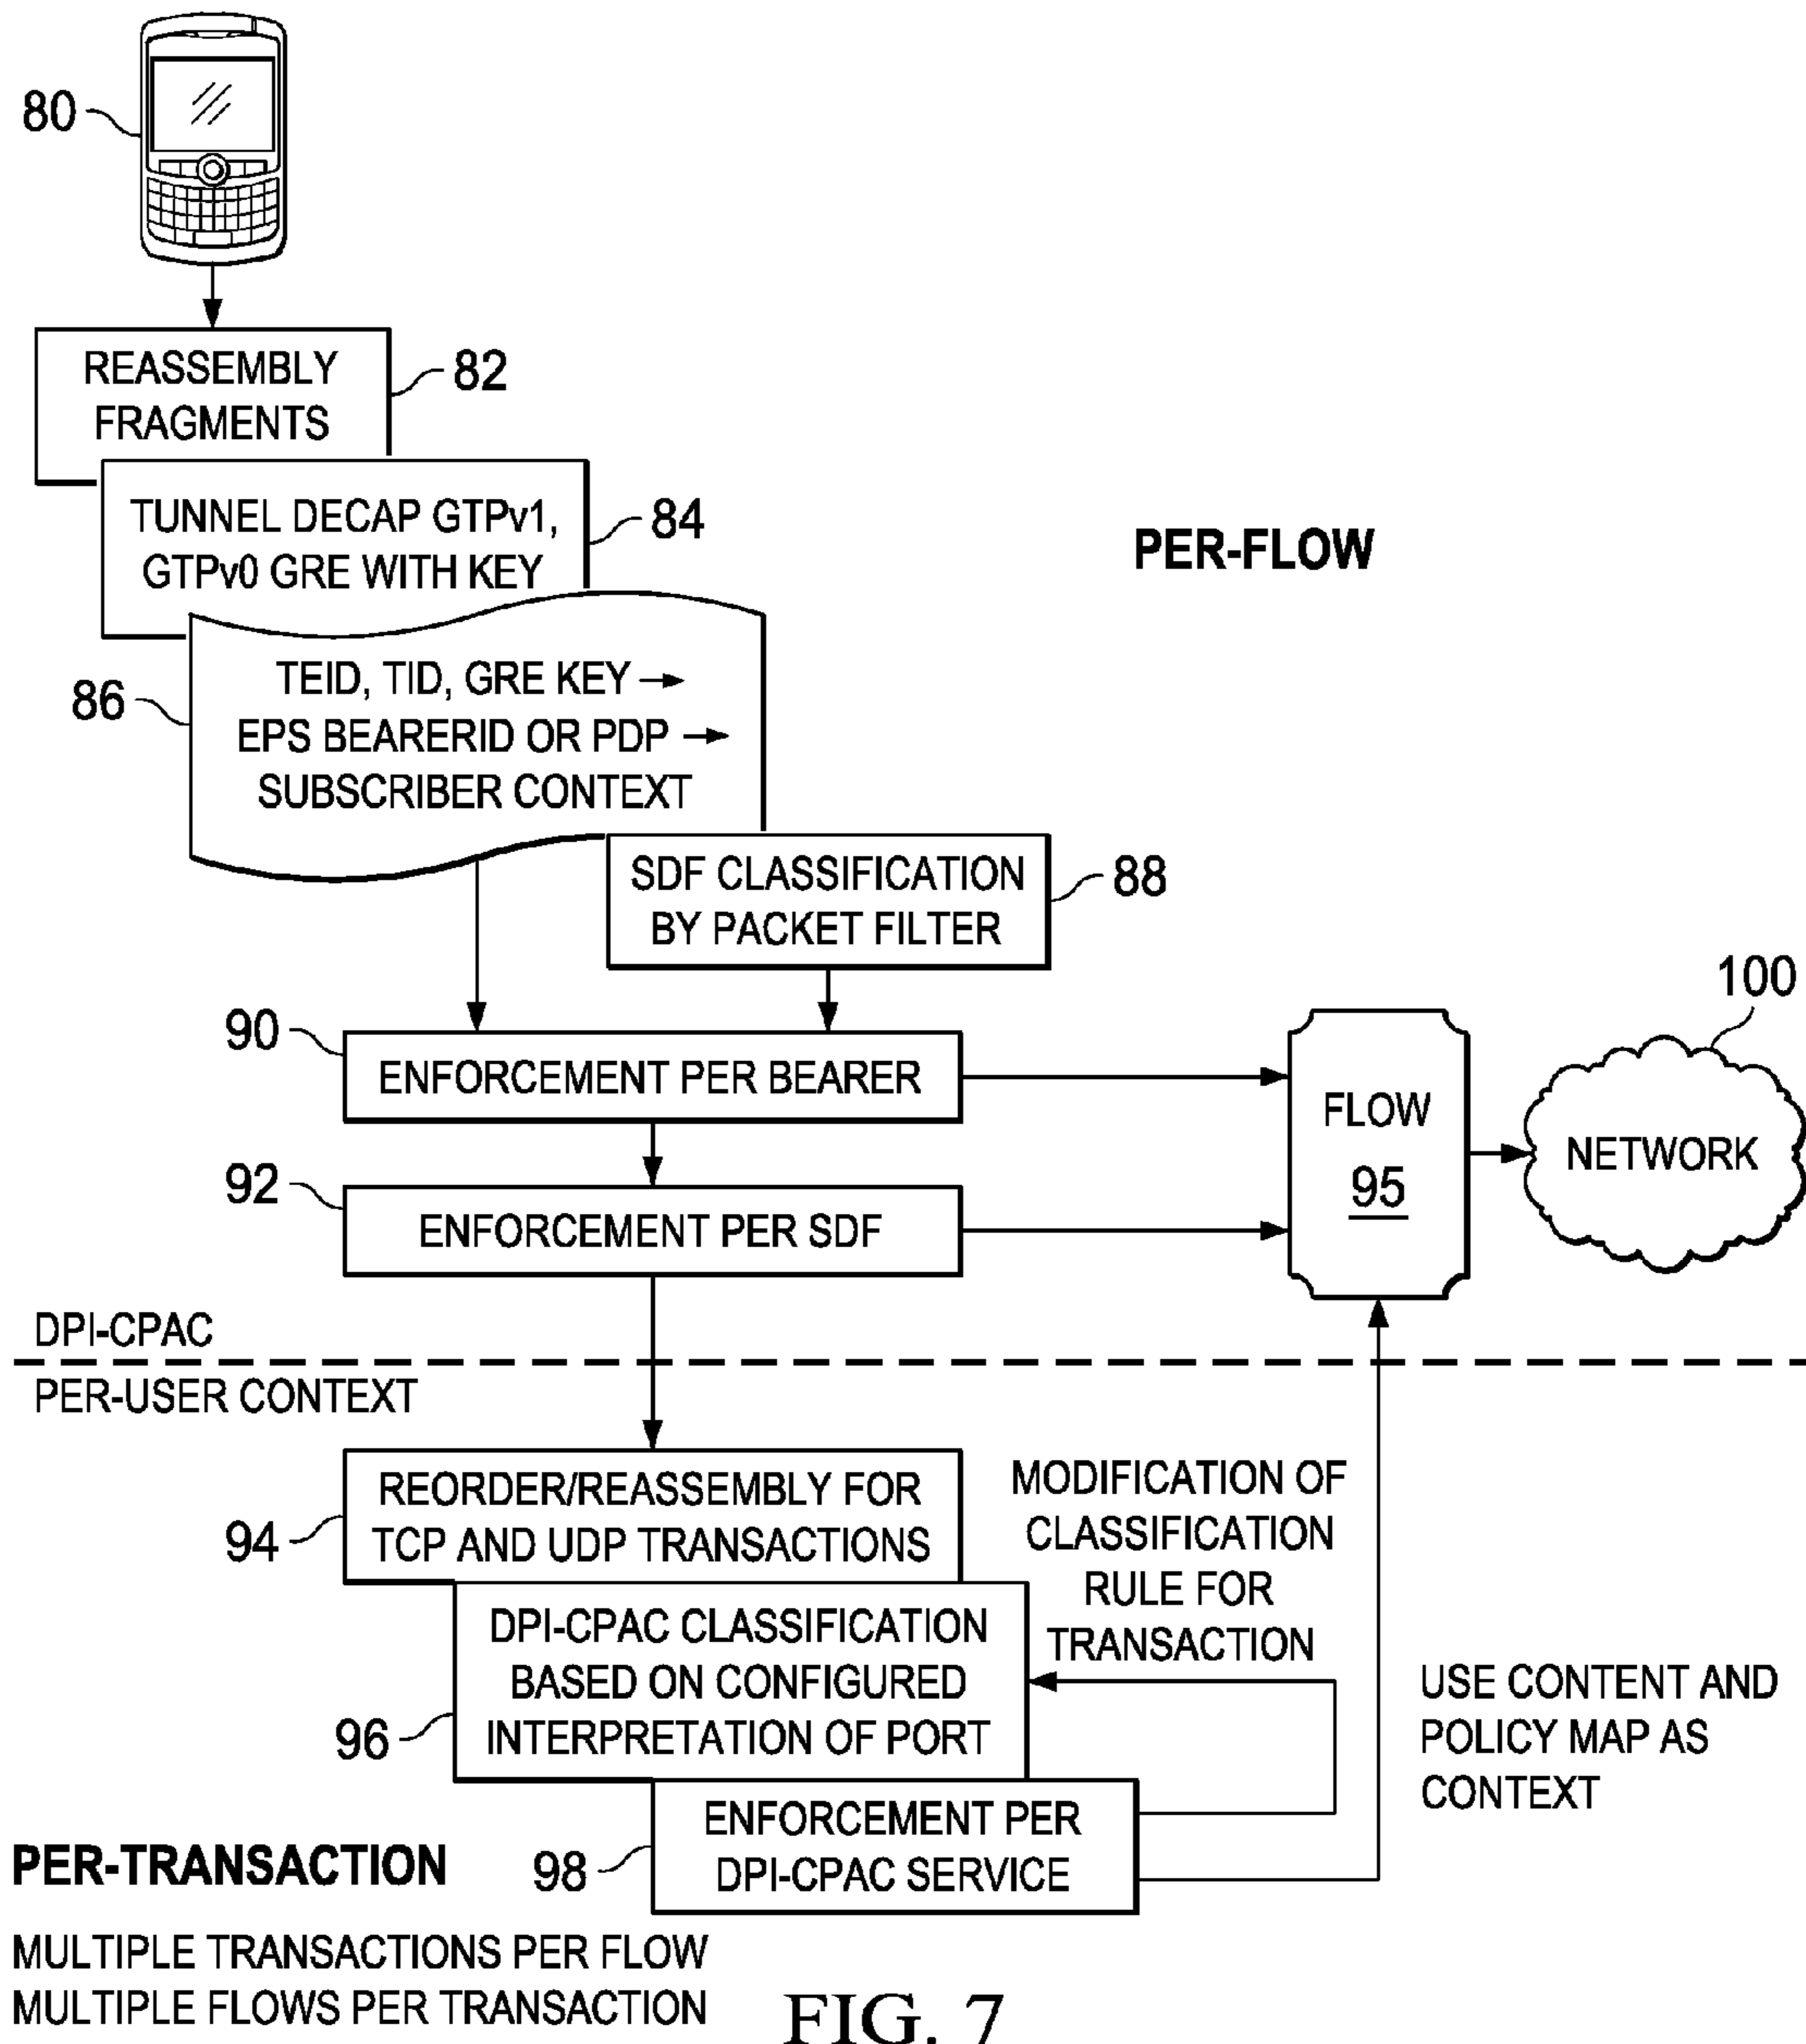 80
REASSEMBLY
FRAGMENTS
82
TUNNEL DECAP GTPv1,
GTPv0 GRE WITH KEY
84
PER-FLOW
TEID, TID, GRE KEY →
EPS BEARERID OR PDP →
SUBSCRIBER CONTEXT
86
SDF CLASSIFICATION
BY PACKET FILTER
88
90
ENFORCEMENT PER BEARER
92
ENFORCEMENT PER SDF
FLOW
95
100
NETWORK
DPI-CPAC
PER-USER CONTEXT
REORDER/REASSEMBLY FOR
TCP AND UDP TRANSACTIONS
94
MODIFICATION OF
CLASSIFICATION
RULE FOR
TRANSACTION
DPI-CPAC CLASSIFICATION
BASED ON CONFIGURED
INTERPRETATION OF PORT
96
USE CONTENT AND
POLICY MAP AS
CONTEXT
ENFORCEMENT PER
DPI-CPAC SERVICE
98
PER-TRANSACTION
MULTIPLE TRANSACTIONS PER FLOW
MULTIPLE FLOWS PER TRANSACTION
FIG. 7